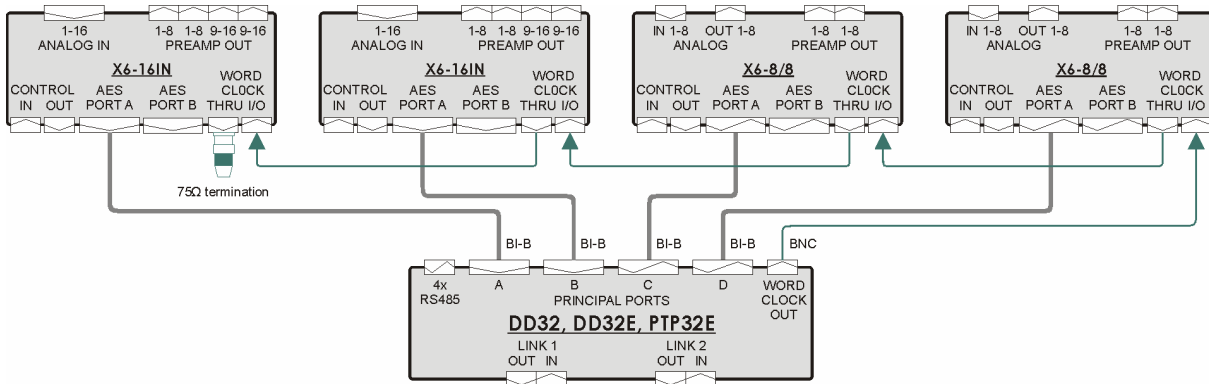 1-16
ANALOG IN
1-8 1-8 9-16 9-16
PREAMP OUT
X6-16IN
CONTROL
IN OUT
AES
PORT A
AES
PORT B
WORD
CLOCK
THRU I/O
1-16
ANALOG IN
1-8 1-8 9-16 9-16
PREAMP OUT
X6-16IN
CONTROL
IN OUT
AES
PORT A
AES
PORT B
WORD
CLOCK
THRU I/O
IN 1-8 OUT 1-8
ANALOG
1-8 1-8
PREAMP OUT
X6-8/8
CONTROL
IN OUT
AES
PORT A
AES
PORT B
WORD
CLOCK
THRU I/O
IN 1-8 OUT 1-8
ANALOG
1-8 1-8
PREAMP OUT
X6-8/8
CONTROL
IN OUT
AES
PORT A
AES
PORT B
WORD
CLOCK
THRU I/O
75Ω termination
BI-B BI-B BI-B BI-B BNC
4x
RS485
A B C D
PRINCIPAL PORTS
WORD
CLOCK
OUT
DD32, DD32E, PTP32E
LINK 1
OUT IN
LINK 2
OUT IN